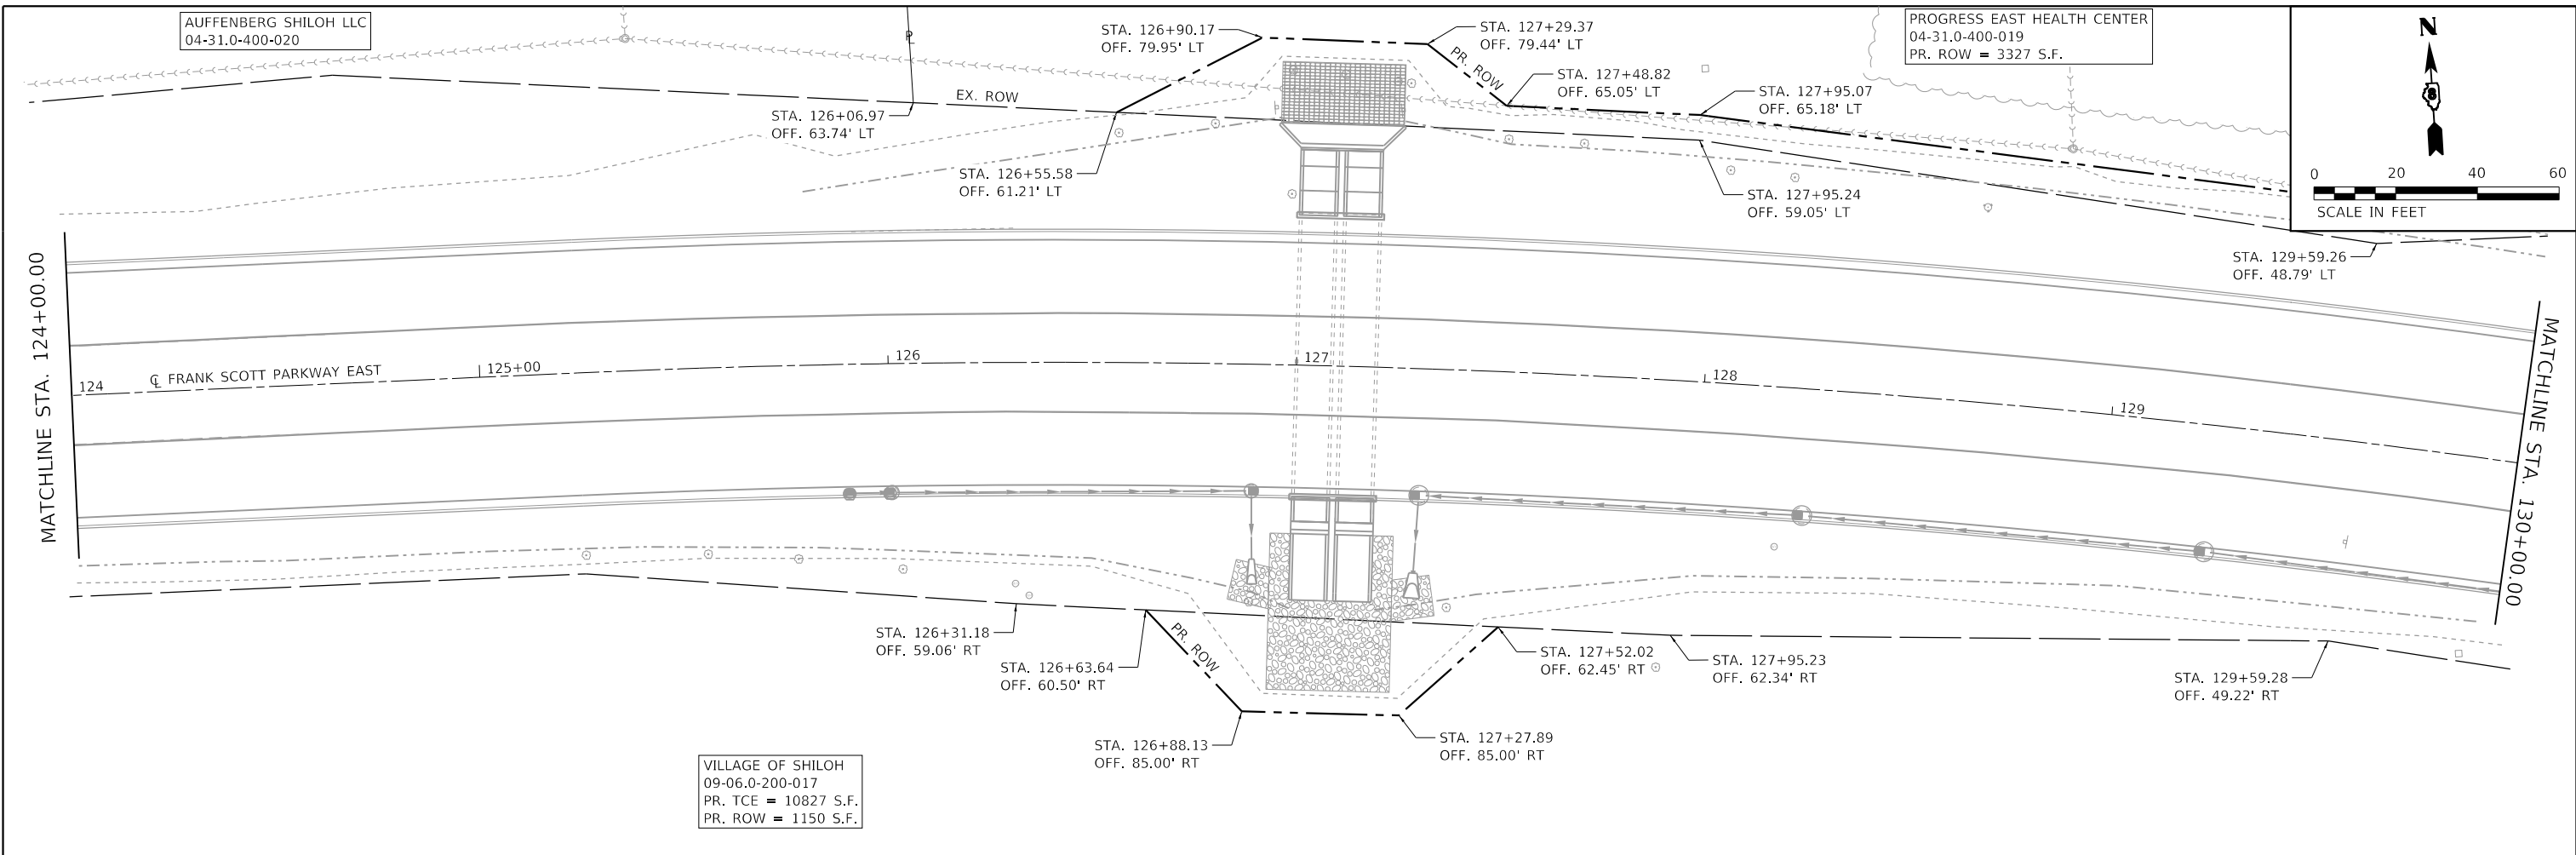 AUFFENBERG SHILOH LLC
04-31.0-400-020
PL
STA. 126+90.17
OFF. 79.95' LT
STA. 127+29.37
OFF. 79.44' LT
PROGRESS EAST HEALTH CENTER
04-31.0-400-019
PR. ROW = 3327 S.F.
N
8
0 20 40 60
SCALE IN FEET
PR. ROW
STA. 127+48.82
OFF. 65.05' LT
STA. 127+95.07
OFF. 65.18' LT
EX. ROW
STA. 126+06.97
OFF. 63.74' LT
STA. 126+55.58
OFF. 61.21' LT
STA. 127+95.24
OFF. 59.05' LT
STA. 129+59.26
OFF. 48.79' LT
MATCHLINE STA. 124+00.00
124
CL FRANK SCOTT PARKWAY EAST
125+00
126
127
128
129
MATCHLINE STA. 130+00.00
STA. 126+31.18
OFF. 59.06' RT
STA. 126+63.64
OFF. 60.50' RT
PR. ROW
STA. 127+52.02
OFF. 62.45' RT
STA. 127+95.23
OFF. 62.34' RT
STA. 129+59.28
OFF. 49.22' RT
STA. 126+88.13
OFF. 85.00' RT
STA. 127+27.89
OFF. 85.00' RT
VILLAGE OF SHILOH
09-06.0-200-017
PR. TCE = 10827 S.F.
PR. ROW = 1150 S.F.